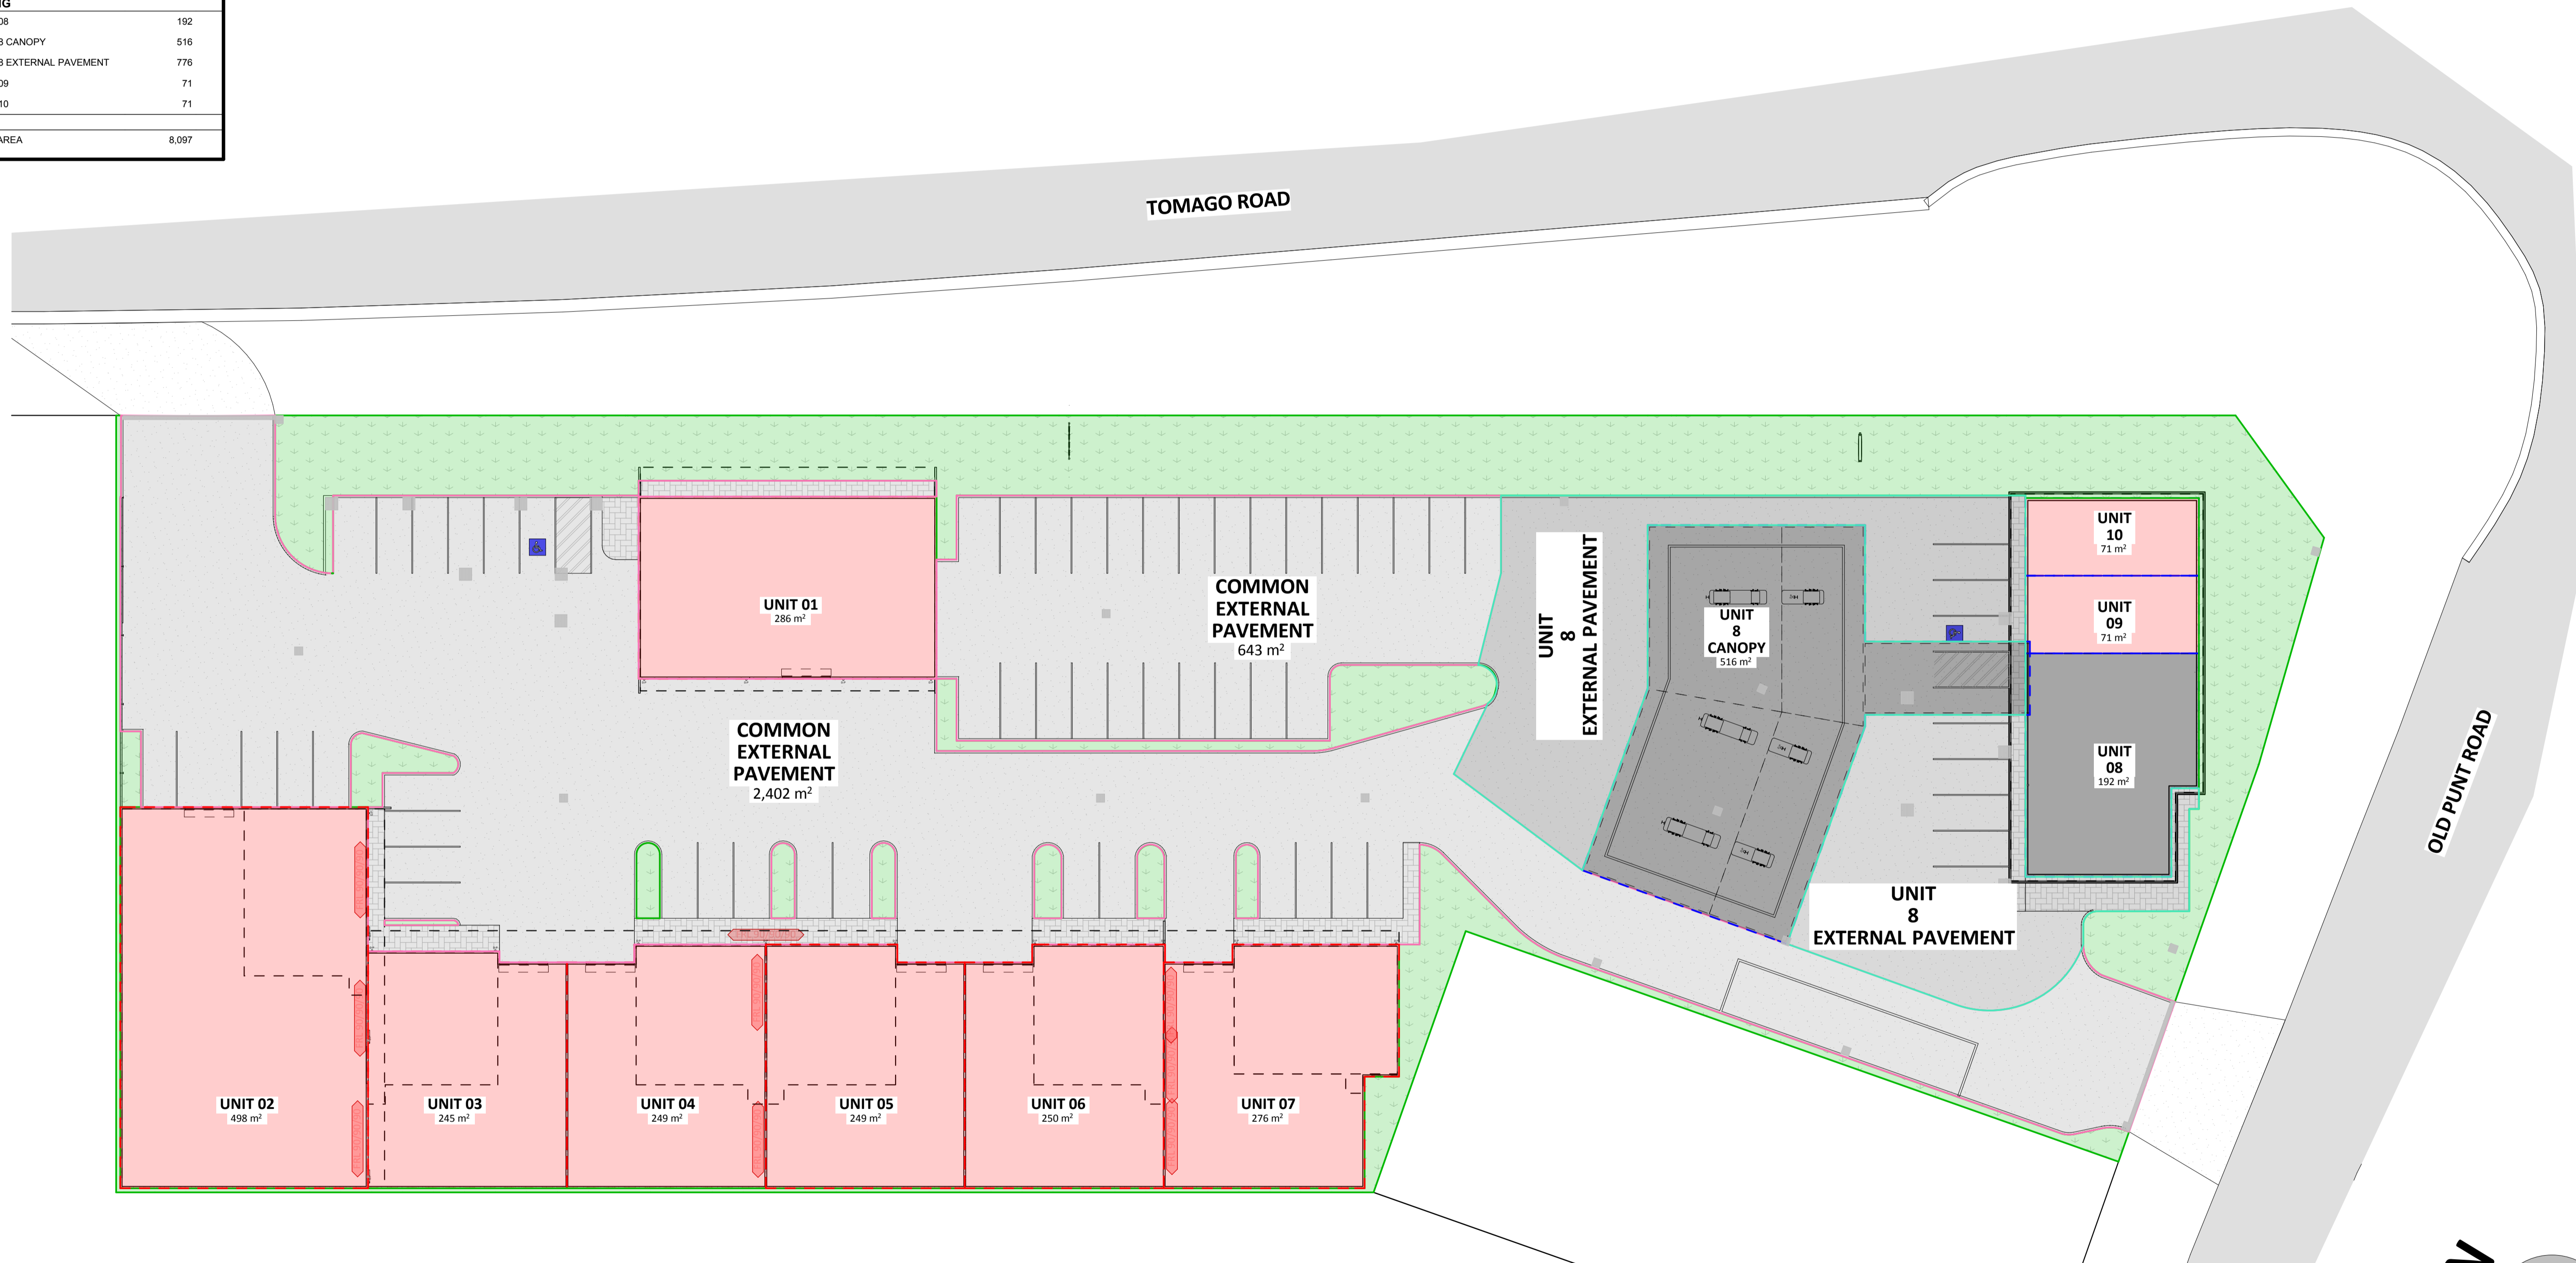 08 192
CANOPY 516
EXTERNAL PAVEMENT 776
09 71
10 71
AREA 8,097
TOMAGO ROAD
UNIT 01
286 m²
COMMON
EXTERNAL
PAVEMENT
643 m²
COMMON
EXTERNAL
PAVEMENT
2,402 m²
UNIT
8
EXTERNAL PAVEMENT
UNIT
8
CANOPY
516 m²
UNIT
10
71 m²
UNIT
09
71 m²
UNIT
08
192 m²
UNIT
8
EXTERNAL PAVEMENT
OLD PUNT ROAD
UNIT 02
498 m²
UNIT 03
245 m²
UNIT 04
249 m²
UNIT 05
249 m²
UNIT 06
250 m²
UNIT 07
276 m²